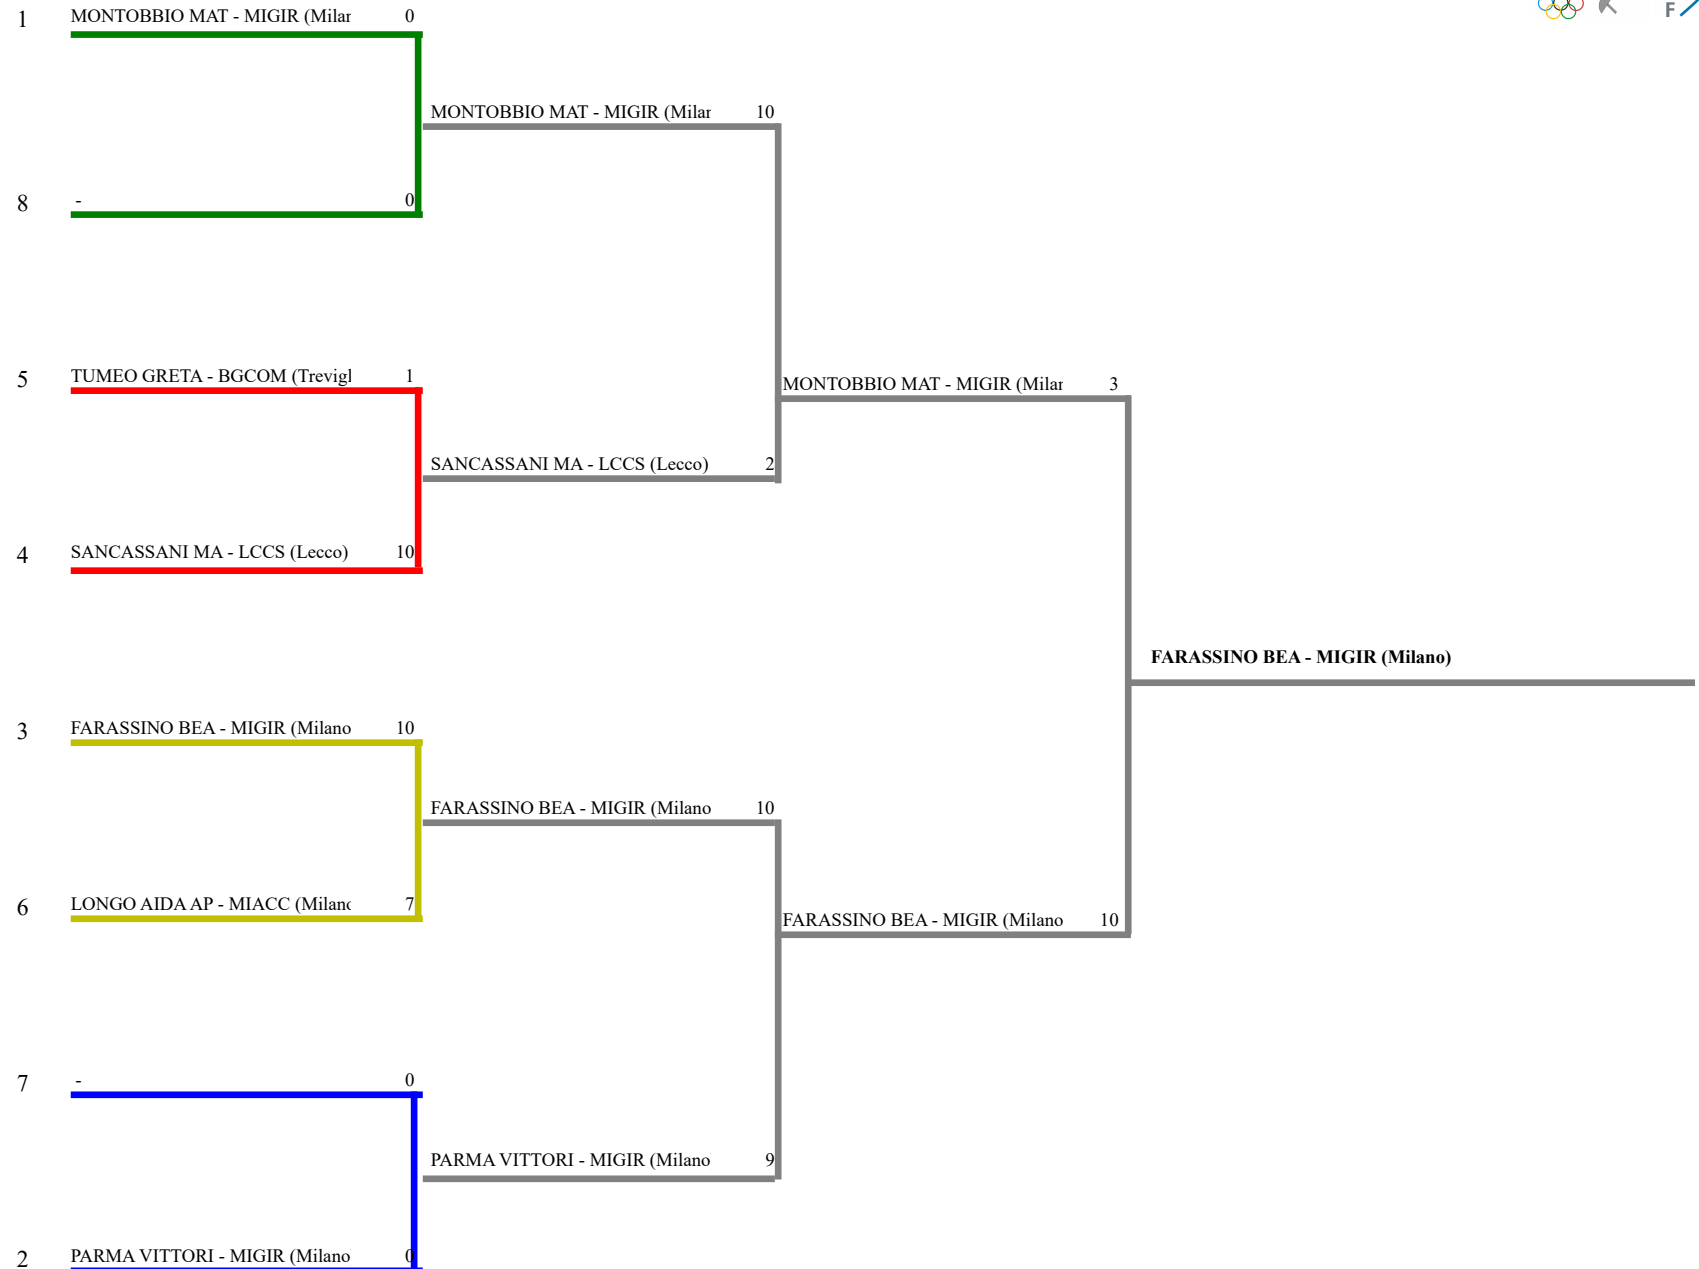 1 MONTOBBIO MAT - MIGIR (Milar 0
F
MONTOBBIO MAT - MIGIR (Milar 10
8 - 0
5 TUMEO GRETA - BGCOM (Trevigl 1
MONTOBBIO MAT - MIGIR (Milar 3
SANCASSANI MA - LCCS (Lecco) 2
4 SANCASSANI MA - LCCS (Lecco) 10
FARASSINO BEA - MIGIR (Milano)
3 FARASSINO BEA - MIGIR (Milano 10
FARASSINO BEA - MIGIR (Milano 10
6 LONGO AIDA AP - MIACC (Milano 7
FARASSINO BEA - MIGIR (Milano 10
7 - 0
PARMA VITTORI - MIGIR (Milano 9
2 PARMA VITTORI - MIGIR (Milano 0